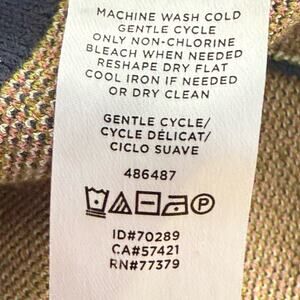 MACHINE WASH COLD
GENTLE CYCLE
ONLY NON-CHLORINE
BLEACH WHEN NEEDED
RESHAPE DRY FLAT
COOL IRON IF NEEDED
OR DRY CLEAN
GENTLE CYCLE/
CYCLE DÉLICAT/
CICLO SUAVE
486487
P
ID#70289
CA#57421
RN#77379